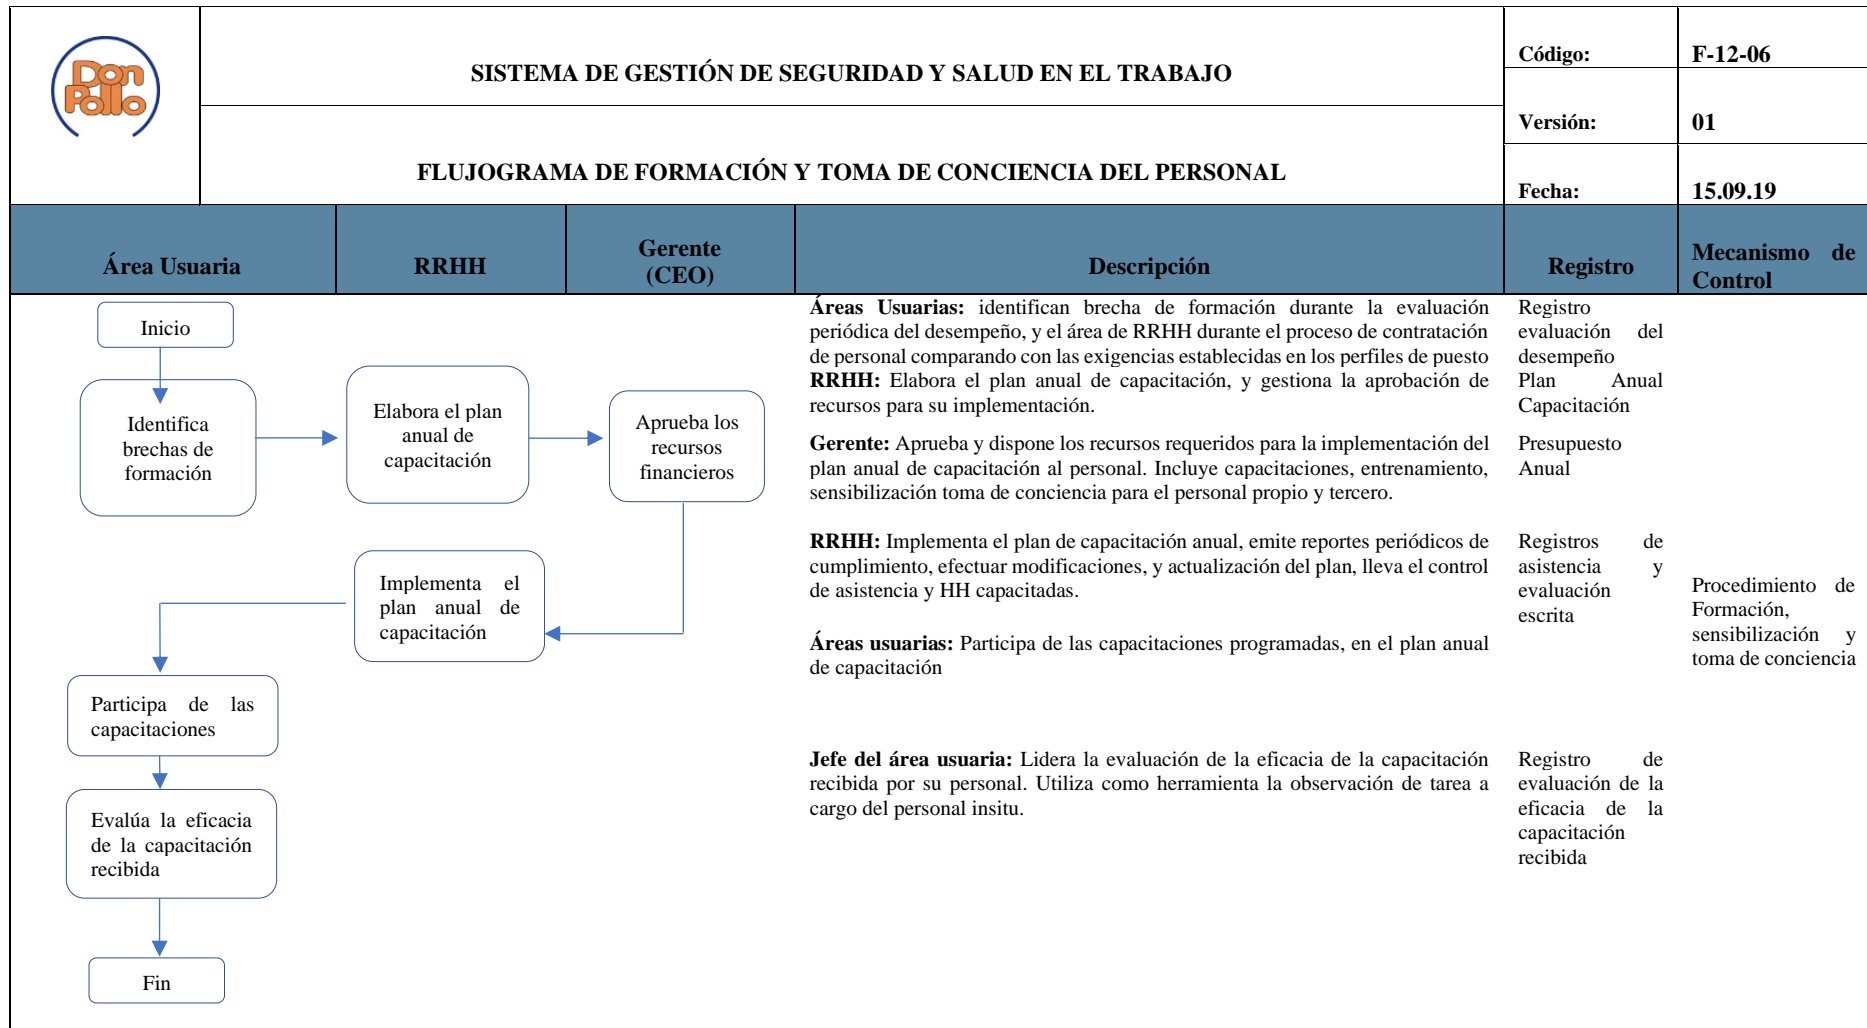 Don
Pollo
SISTEMA DE GESTIÓN DE SEGURIDAD Y SALUD EN EL TRABAJO
FLUJOGRAMA DE FORMACIÓN Y TOMA DE CONCIENCIA DEL PERSONAL
Código: F-12-06
Versión: 01
Fecha: 15.09.19
Área Usuaria
RRHH
Gerente
(CEO)
Descripción
Registro
Mecanismo de
Control
Inicio
Identifica
brechas de
formación
Elabora el plan
anual de
capacitación
Aprueba los
recursos
financieros
Implementa el
plan anual de
capacitación
Participa de las
capacitaciones
Evalúa la eficacia
de la capacitación
recibida
Fin
Áreas Usuarias: identifican brecha de formación durante la evaluación
periódica del desempeño, y el área de RRHH durante el proceso de contratación
de personal comparando con las exigencias establecidas en los perfiles de puesto
RRHH: Elabora el plan anual de capacitación, y gestiona la aprobación de
recursos para su implementación.
Gerente: Aprueba y dispone los recursos requeridos para la implementación del
plan anual de capacitación al personal. Incluye capacitaciones, entrenamiento,
sensibilización toma de conciencia para el personal propio y tercero.
RRHH: Implementa el plan de capacitación anual, emite reportes periódicos de
cumplimiento, efectuar modificaciones, y actualización del plan, lleva el control
de asistencia y HH capacitadas.
Áreas usuarias: Participa de las capacitaciones programadas, en el plan anual
de capacitación
Jefe del área usuaria: Lidera la evaluación de la eficacia de la capacitación
recibida por su personal. Utiliza como herramienta la observación de tarea a
cargo del personal insitu.
Registro
evaluación del
desempeño
Plan Anual
Capacitación
Presupuesto
Anual
Registros de
asistencia y
evaluación
escrita
Registro de
evaluación de la
eficacia de la
capacitación
recibida
Procedimiento de
Formación,
sensibilización y
toma de conciencia